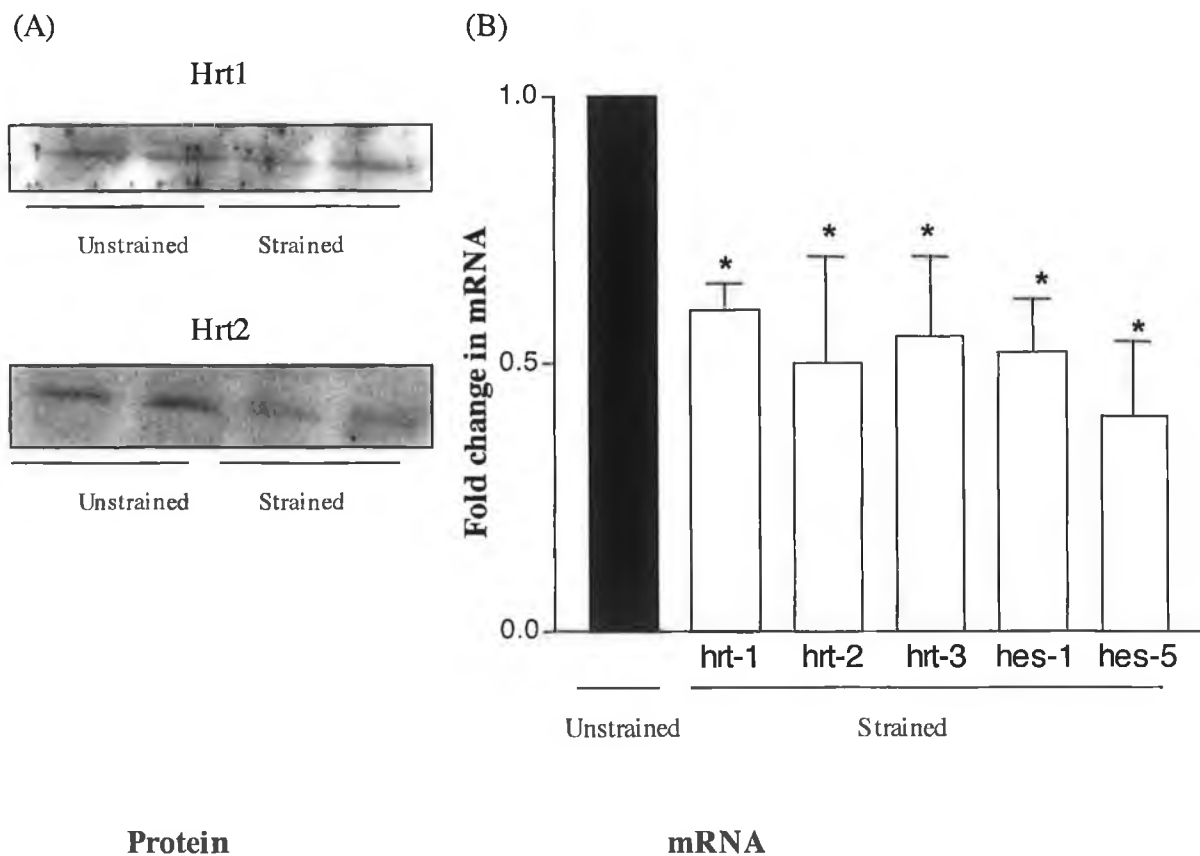 (A)
Hrt1
Unstrained Strained
Hrt2
Unstrained Strained
Protein
(B)
Fold change in mRNA
1.0
0.5
0.0
* * * * *
hrt-1 hrt-2 hrt-3 hes-1 hes-5
Unstrained Strained
mRNA